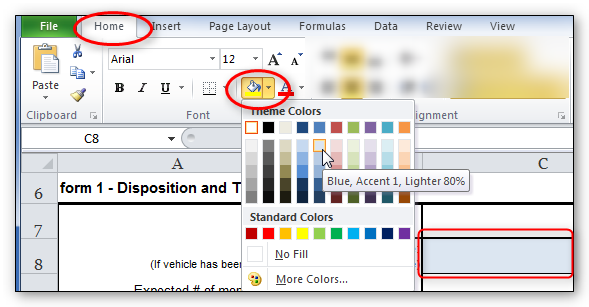 File Home Insert Page Layout Formulas Data Review View
Arial 12 A A
Paste B I U A
Clipboard Font gnment
Theme Colors
C8
A C
Blue, Accent 1, Lighter 80%
6 form 1 - Disposition and T
Standard Colors
7
No Fill
8 (If vehicle has been
More Colors...
Expected # of mon